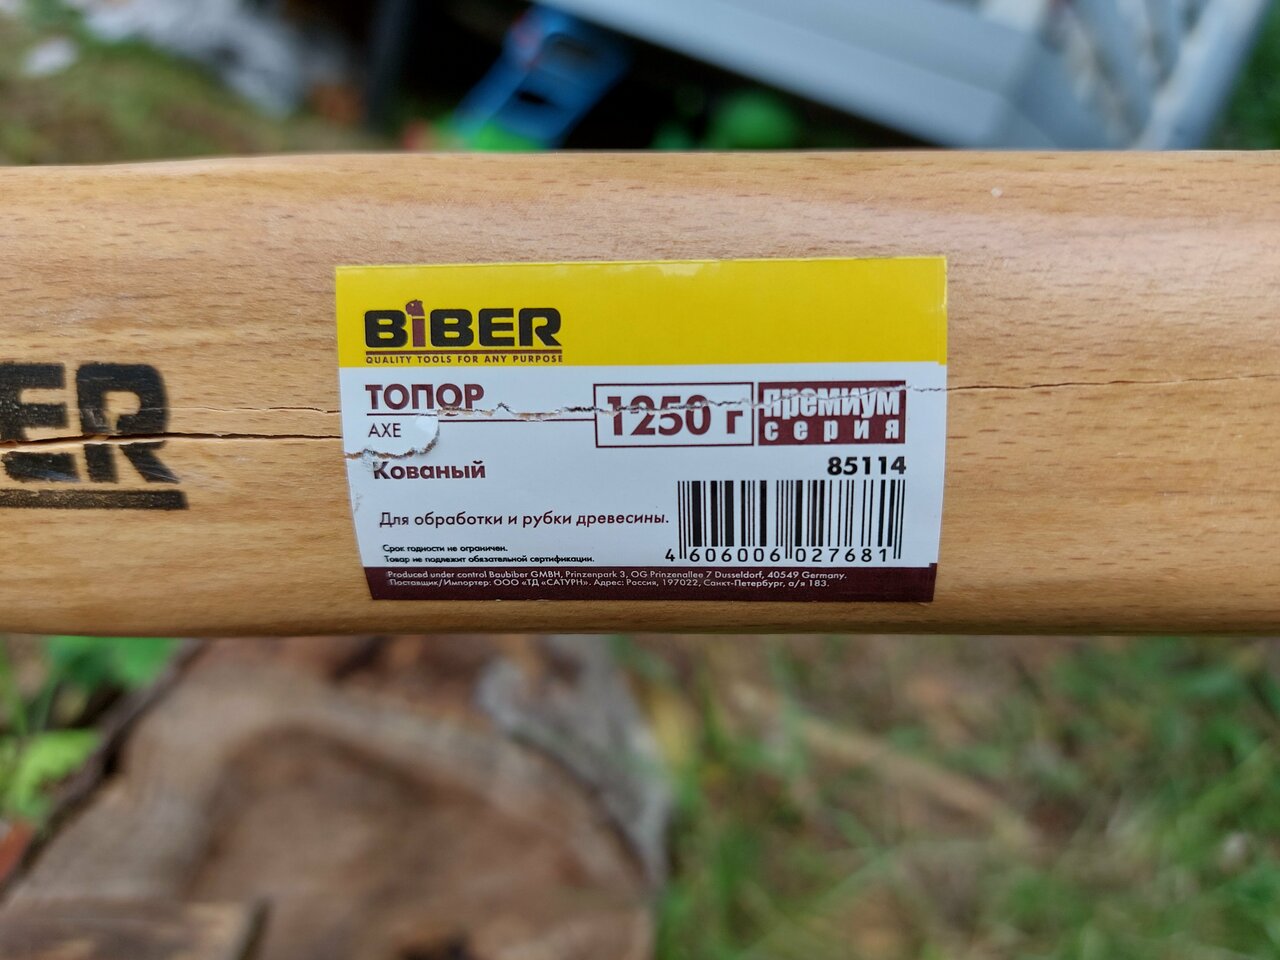 BiBER
QUALITY TOOLS FOR ANY PURPOSE
ТОПОР
AXE
1250 г
премиум
серия
Кованый
85114
Для обработки и рубки древесины.
4 606006 027681
Срок годности не ограничен.
Товар не подлежит обязательной сертификации.
Produced under control Baubiber GMBH, Prinzenpark 3, OG Prinzenallee 7 Dusseldorf, 40549 Germany.
Поставщик/Импортер: ООО «ТД «САТУРН». Адрес: Россия, 197022, Санкт-Петербург, а/я 183.
ER